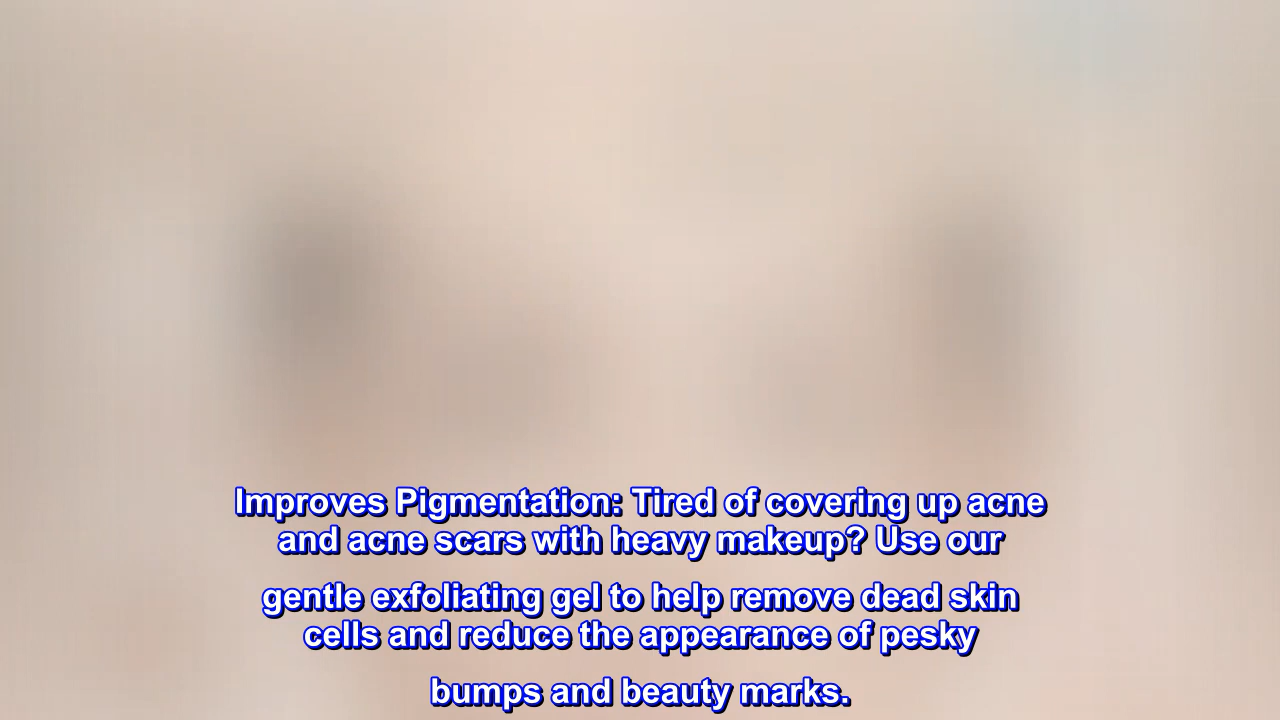 Improves Pigmentation: Tired of covering up acne
and acne scars with heavy makeup? Use our
gentle exfoliating gel to help remove dead skin
cells and reduce the appearance of pesky
bumps and beauty marks.